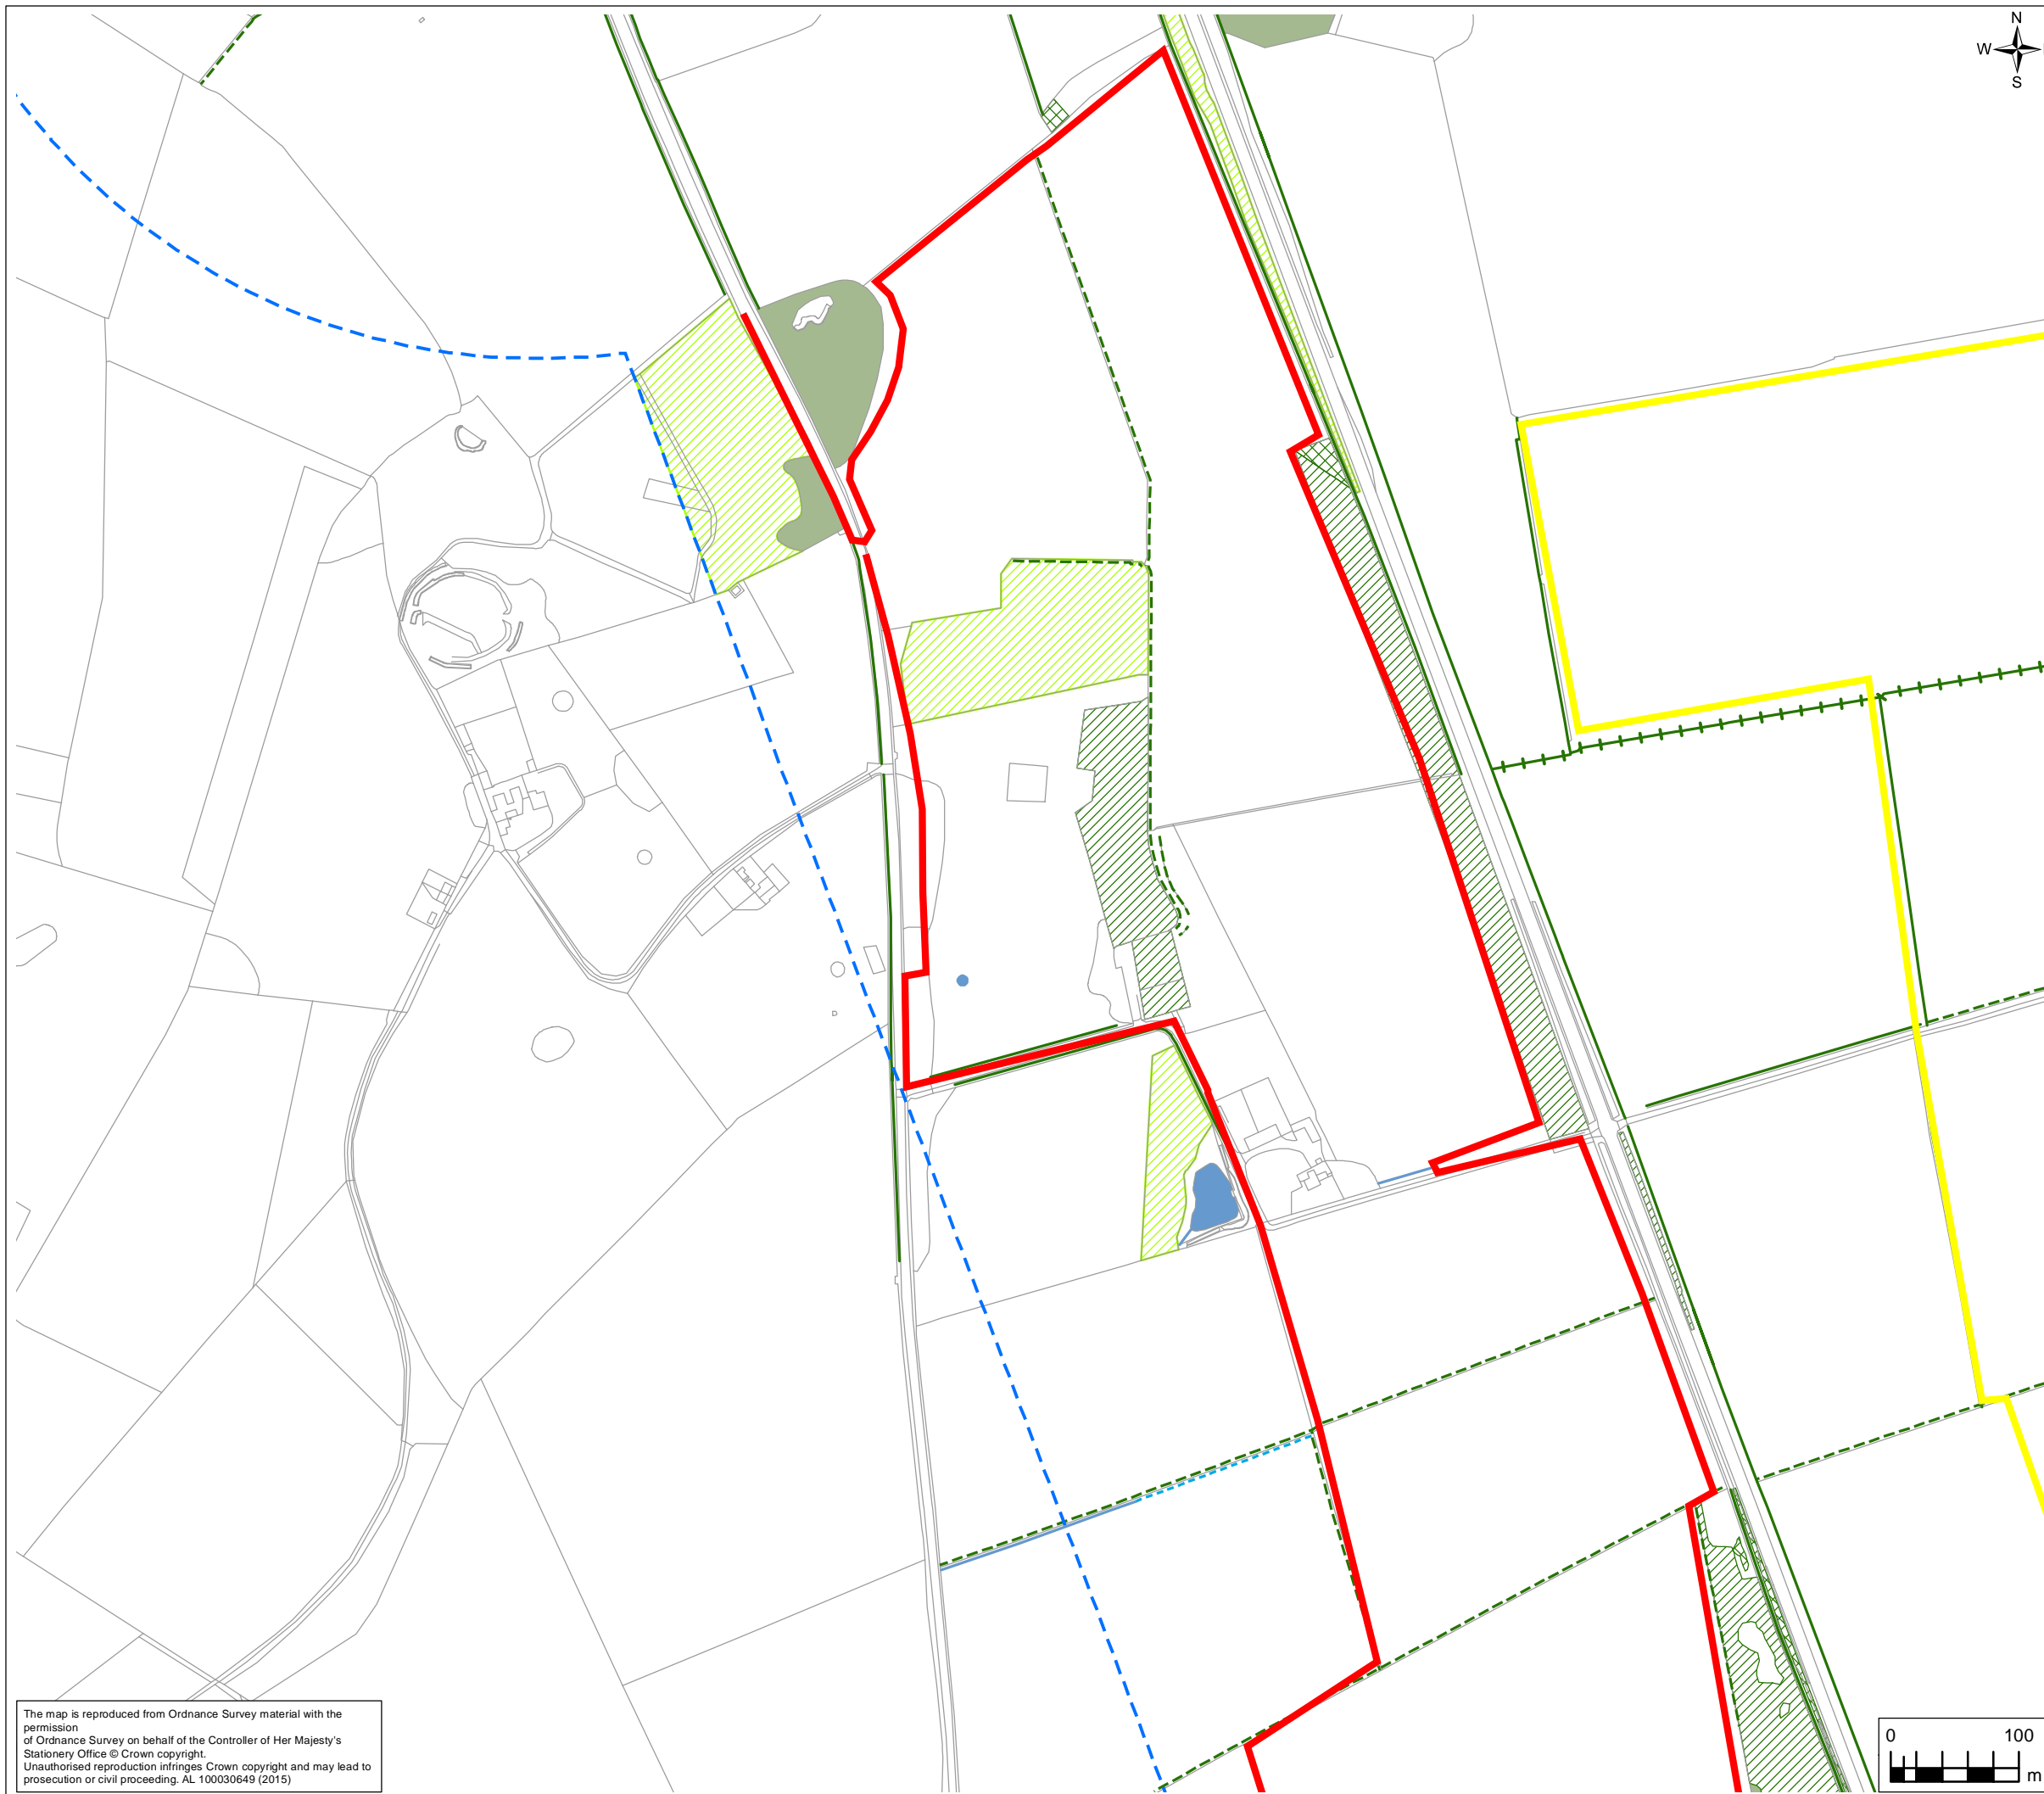 N
W
S
The map is reproduced from Ordnance Survey material with the
permission
of Ordnance Survey on behalf of the Controller of Her Majesty's
Stationery Office © Crown copyright.
Unauthorised reproduction infringes Crown copyright and may lead to
prosecution or civil proceeding. AL 100030649 (2015)
0 100
m